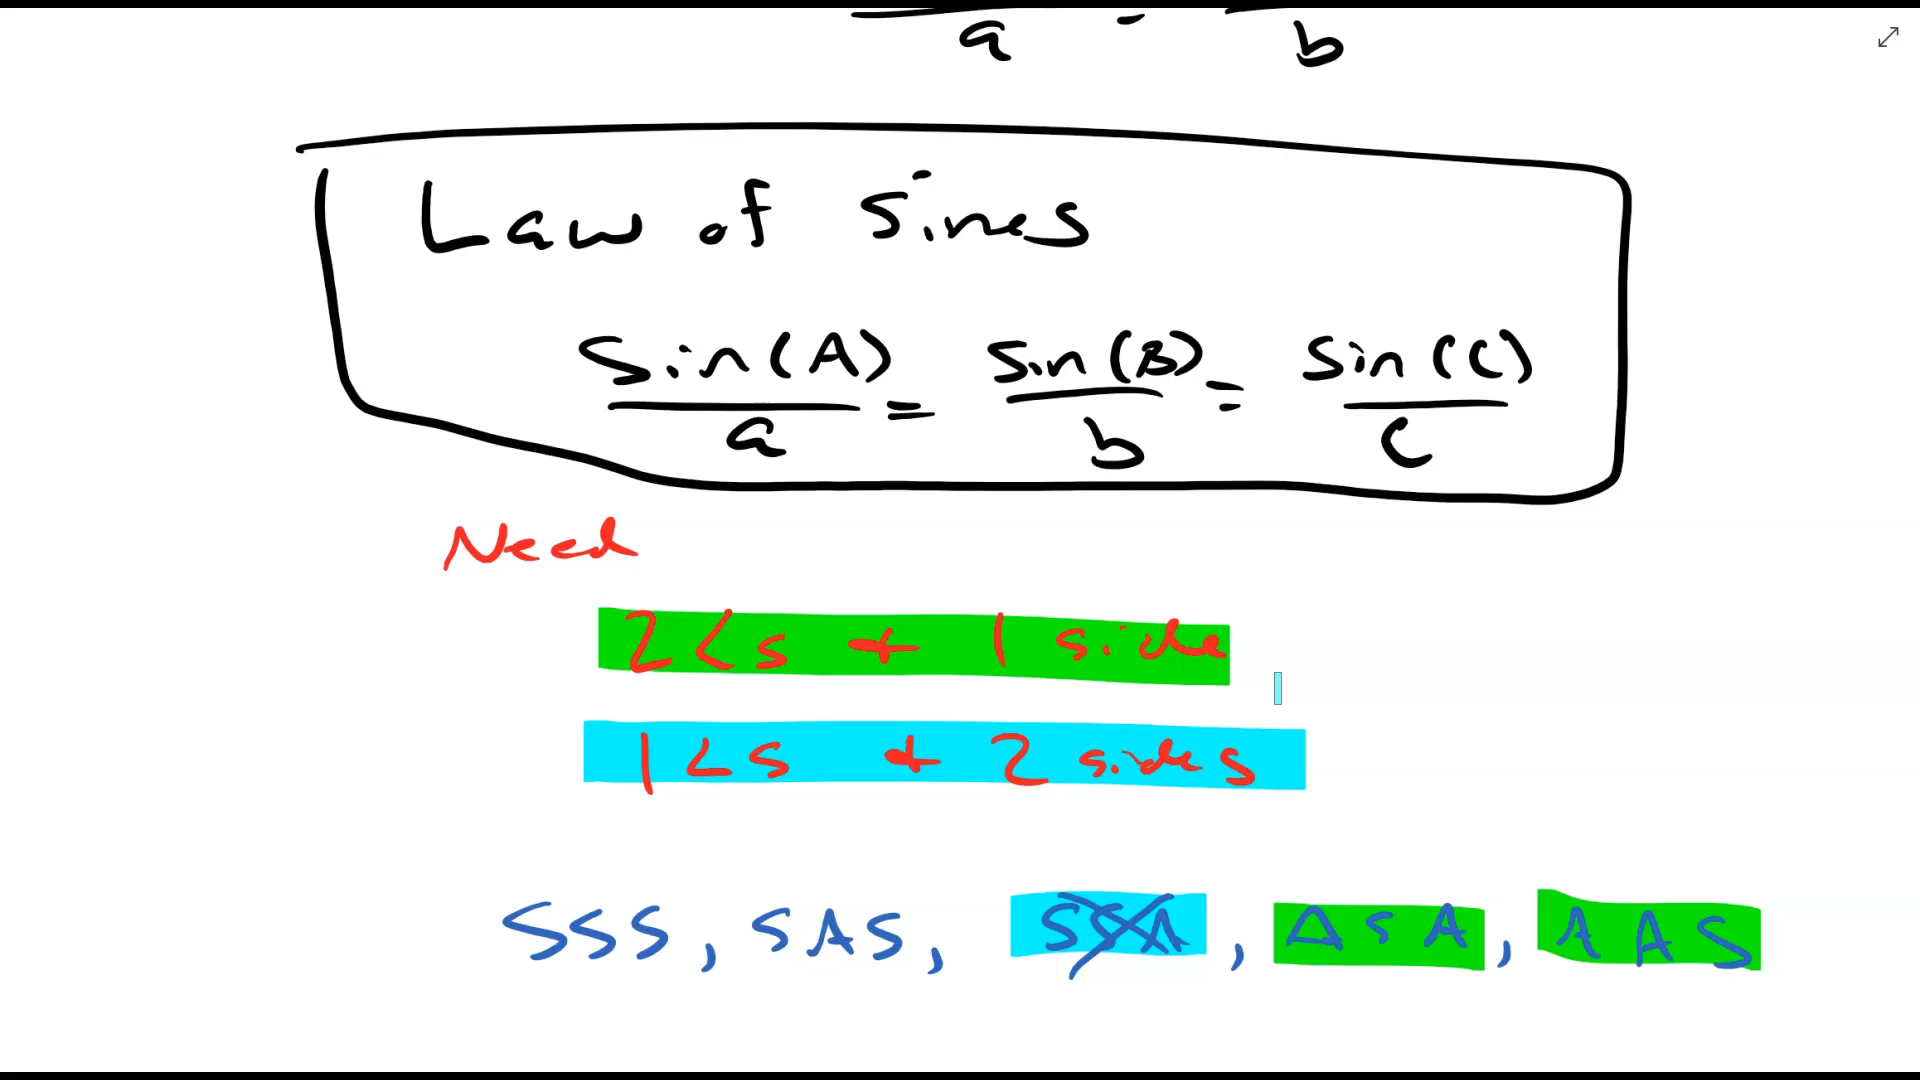 a = b
Law of Sines
sin(A)/a = sin(B)/b = sin(C)/c
Need
2 <s + 1 side
1 <s + 2 sides
SSS, SAS, SSA, ASA, AAS